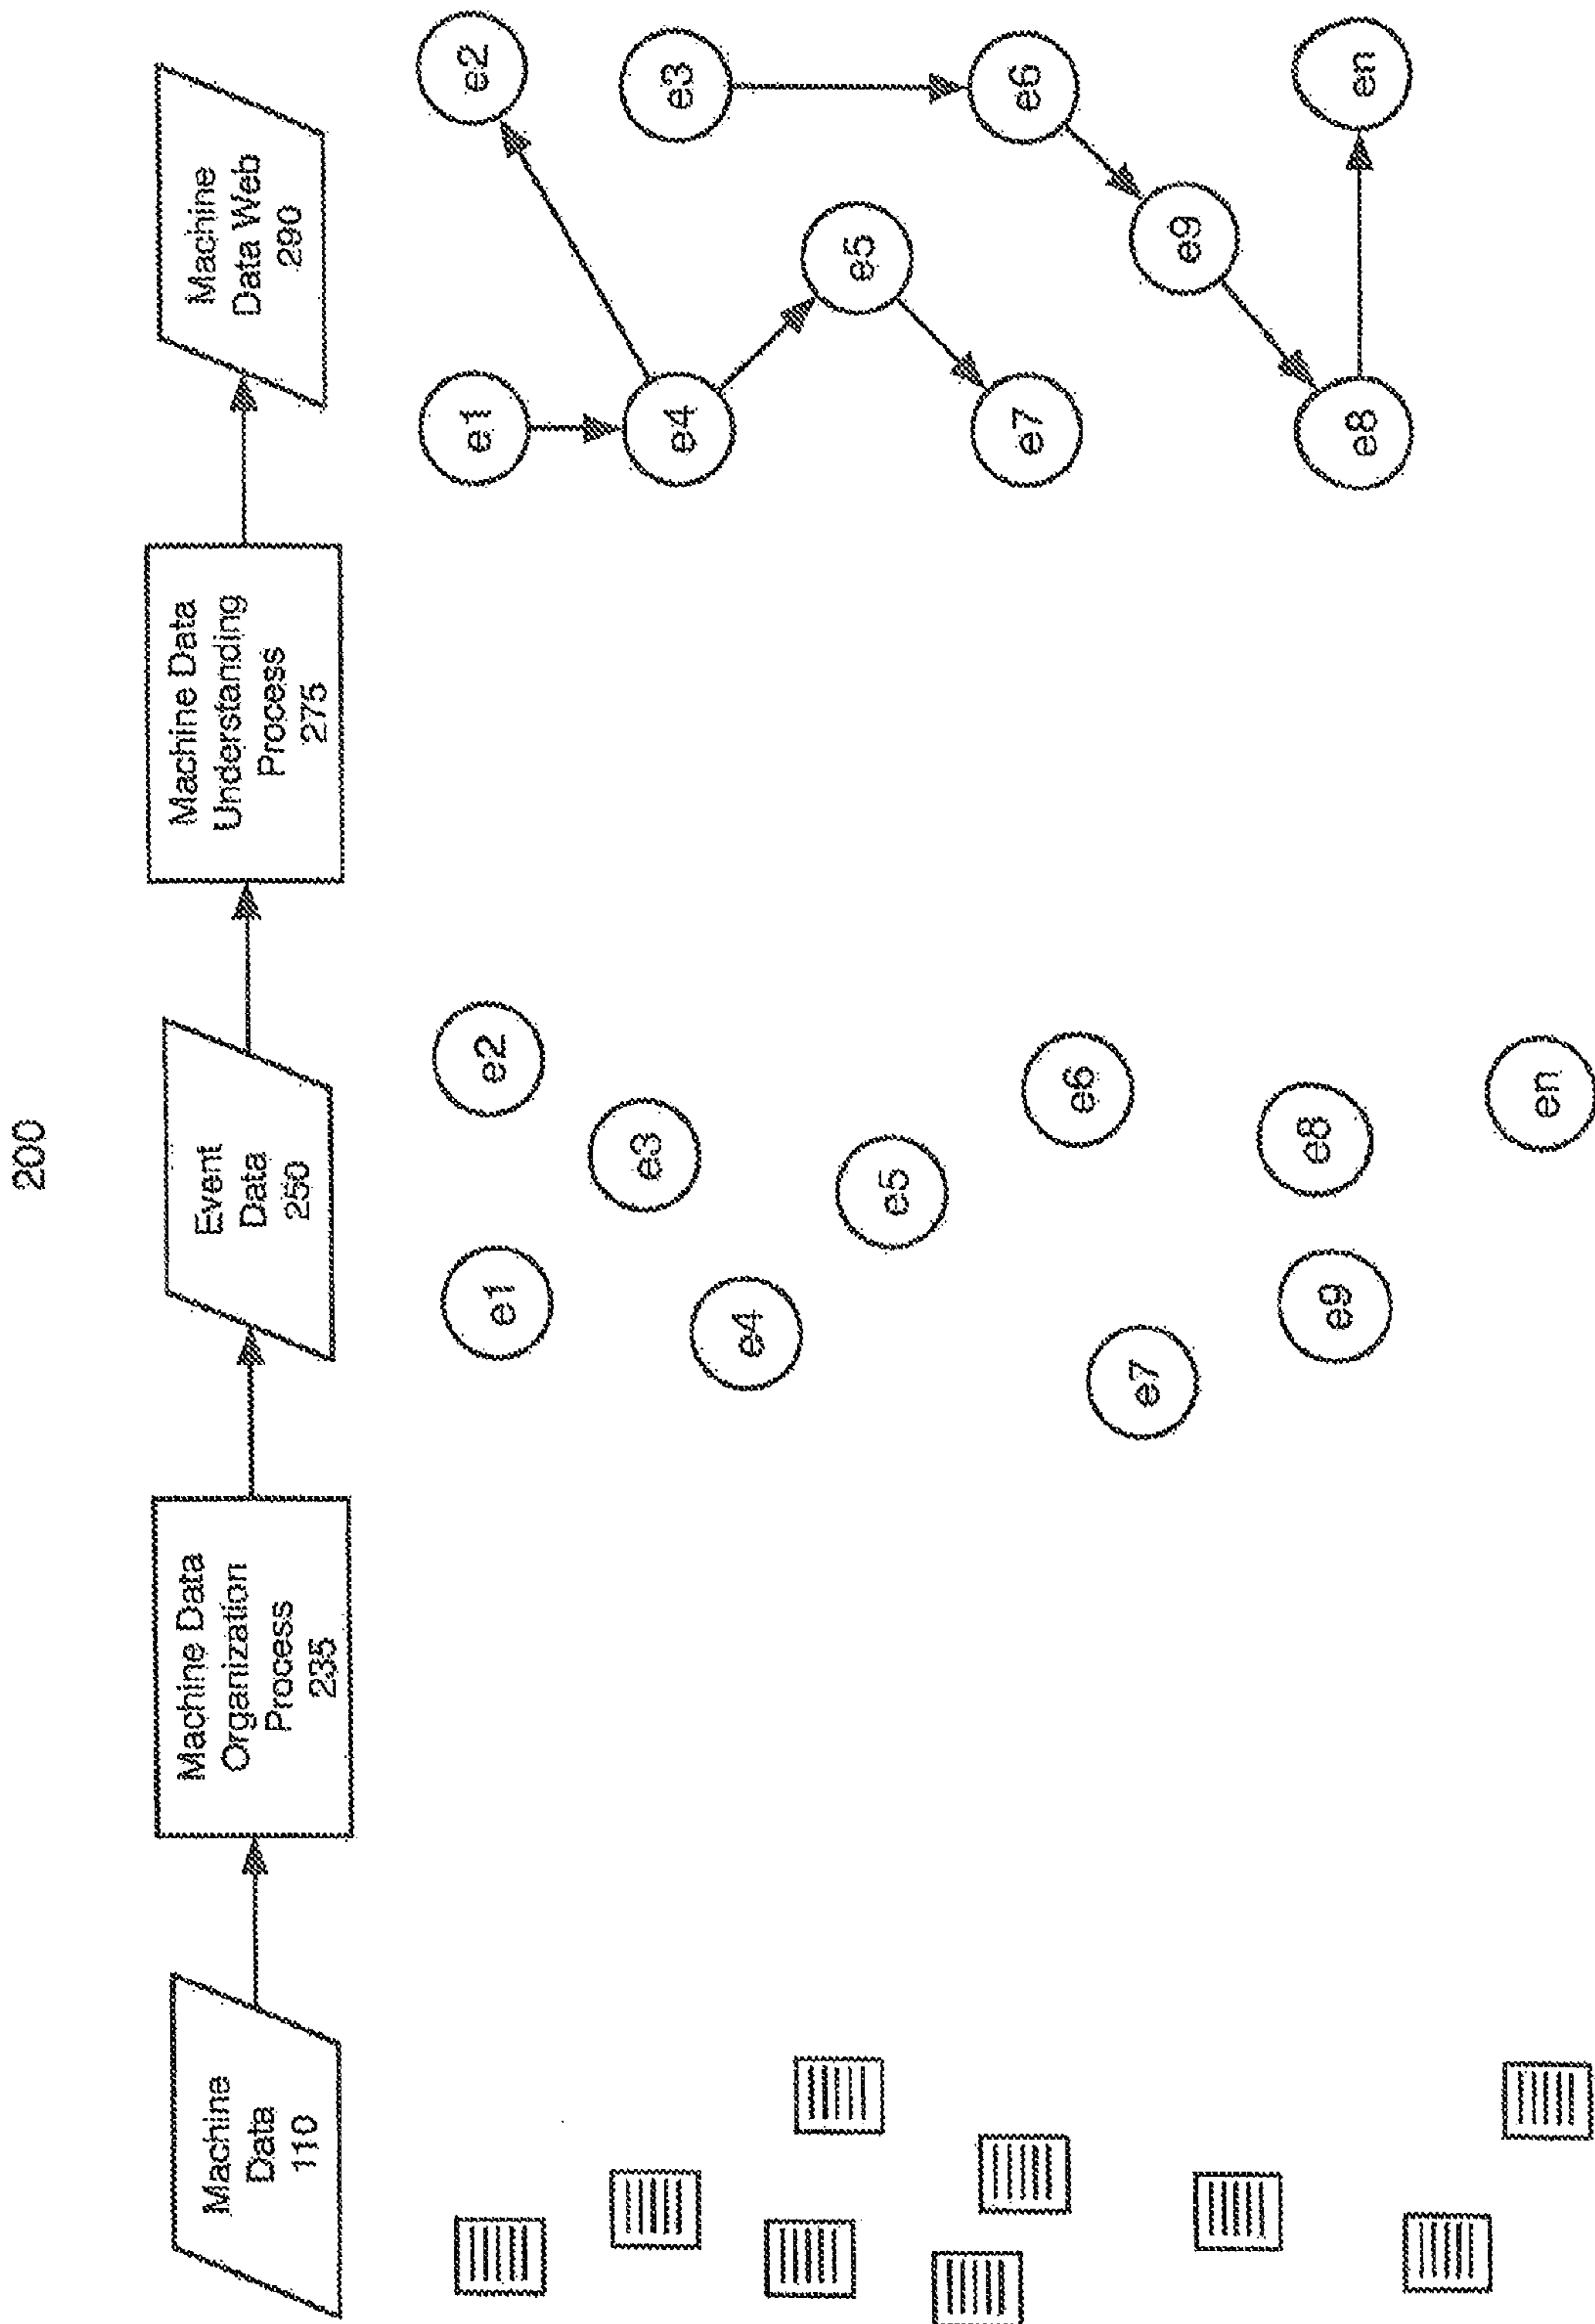 200
Machine
Data
110
Machine Data
Organization
Process
235
Event
Data
250
Machine Data
Understanding
Process
275
Machine
Data Web
290
e1
e2
e3
e4
e5
e6
e7
e8
e9
en
e1
e2
e4
e3
e5
e7
e6
e9
e8
en